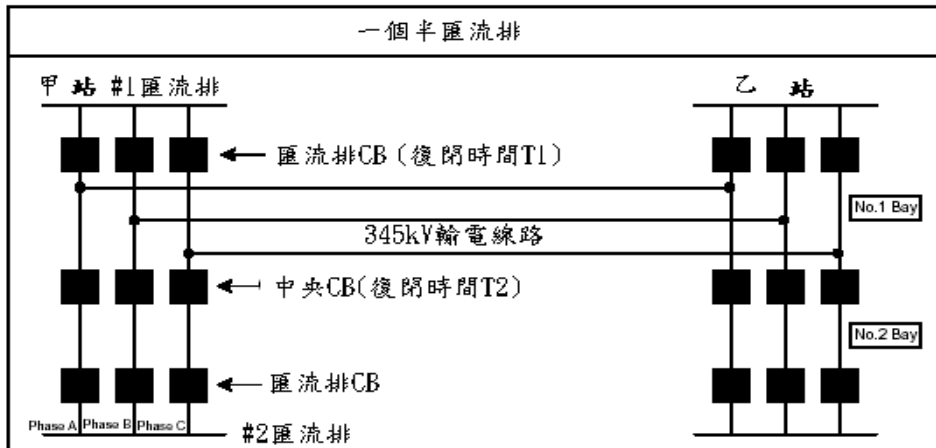 一個半匯流排
甲 站 #1匯流排
乙 站
匯流排CB (復閉時間T1)
No.1 Bay
345kV輸電線路
中央CB(復閉時間T2)
No.2 Bay
匯流排CB
Phase A Phase B Phase C
#2匯流排